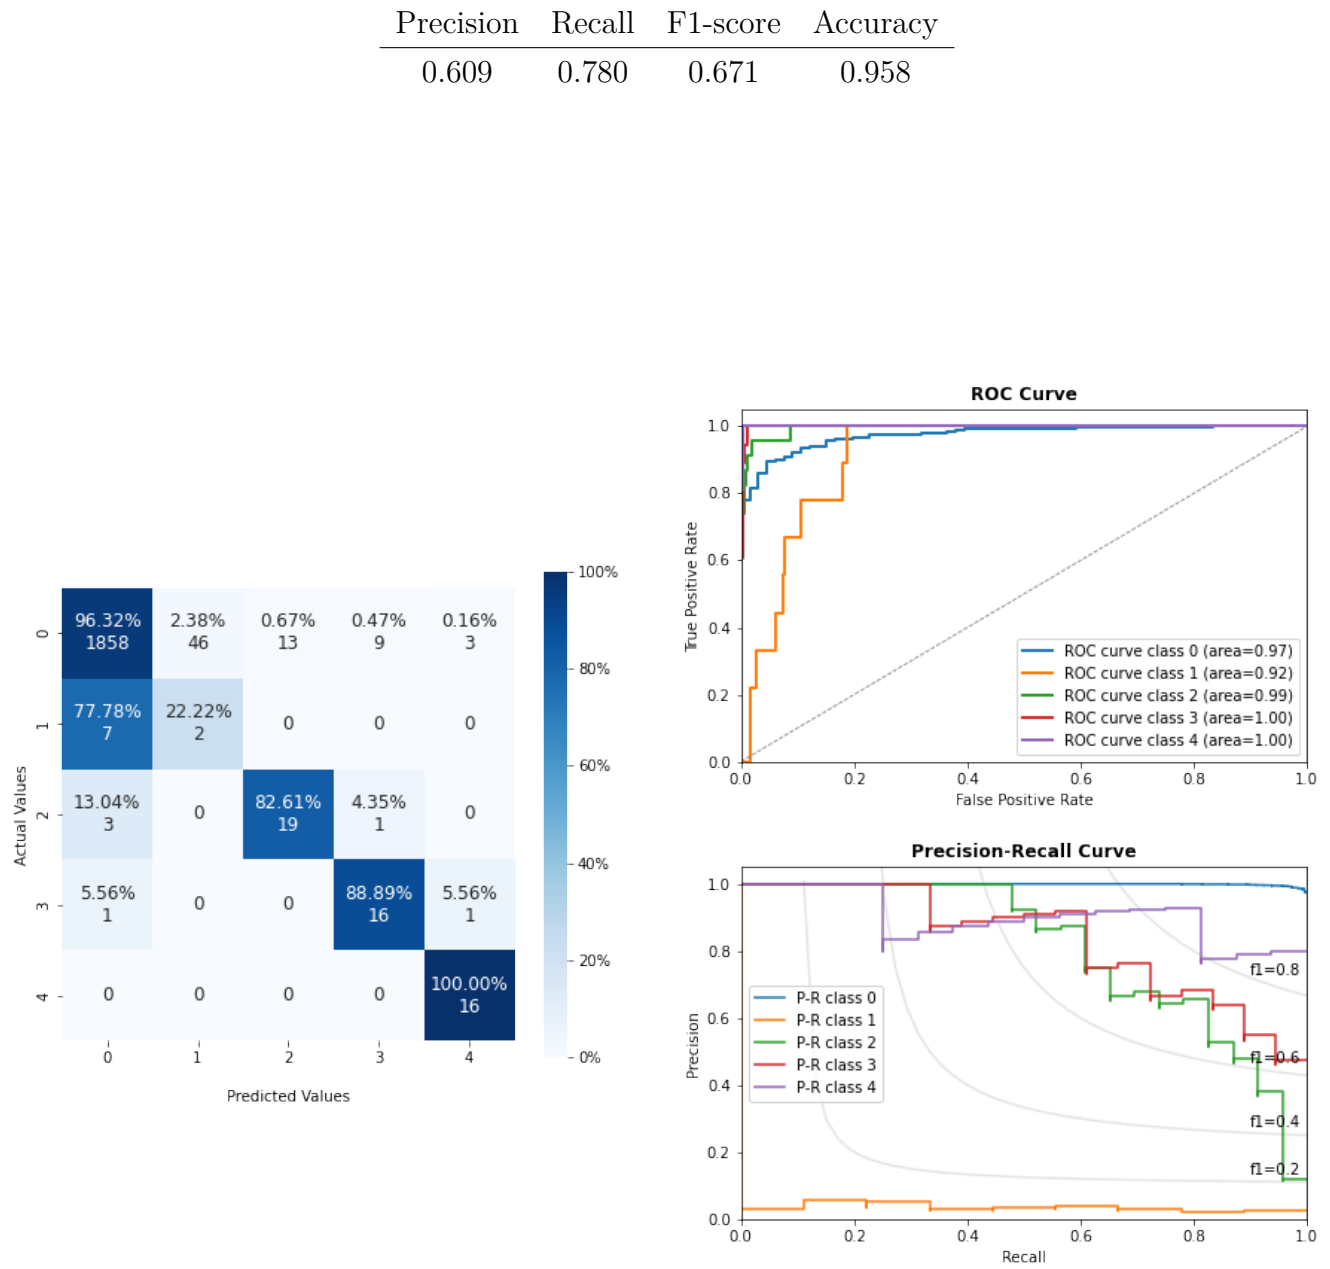 Precision Recall F1-score Accuracy
0.609 0.780 0.671 0.958
96.32% 2.38% 0.67% 0.47% 0.16%
1858 46 13 9 3
77.78% 22.22%
7 2 0 0 0
13.04% 82.61% 4.35%
3 0 19 1 0
5.56% 88.89% 5.56%
1 0 0 16 1
100.00%
0 0 0 0 16
0
1
2
3
4
0 1 2 3 4
Actual Values
Predicted Values
100%
80%
60%
40%
20%
0%
ROC Curve
1.0
0.8
0.6
0.4
0.2
0.0
True Positive Rate
ROC curve class 0 (area=0.97)
ROC curve class 1 (area=0.92)
ROC curve class 2 (area=0.99)
ROC curve class 3 (area=1.00)
ROC curve class 4 (area=1.00)
0.0 0.2 0.4 0.6 0.8 1.0
False Positive Rate
Precision-Recall Curve
1.0
0.8
0.6
0.4
0.2
0.0
Precision
P-R class 0
P-R class 1
P-R class 2
P-R class 3
P-R class 4
f1=0.8
f1=0.6
f1=0.4
f1=0.2
0.0 0.2 0.4 0.6 0.8 1.0
Recall